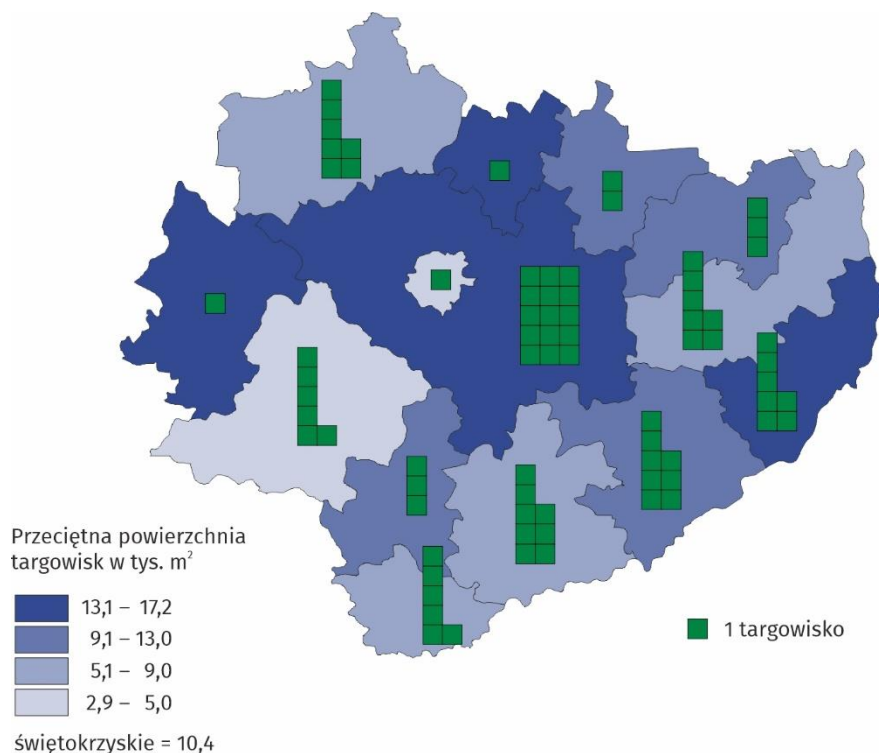 Przeciętna powierzchnia
targowisk w tys. m²
13,1 – 17,2
9,1 – 13,0
5,1 – 9,0
2,9 – 5,0
świętokrzyskie = 10,4
1 targowisko